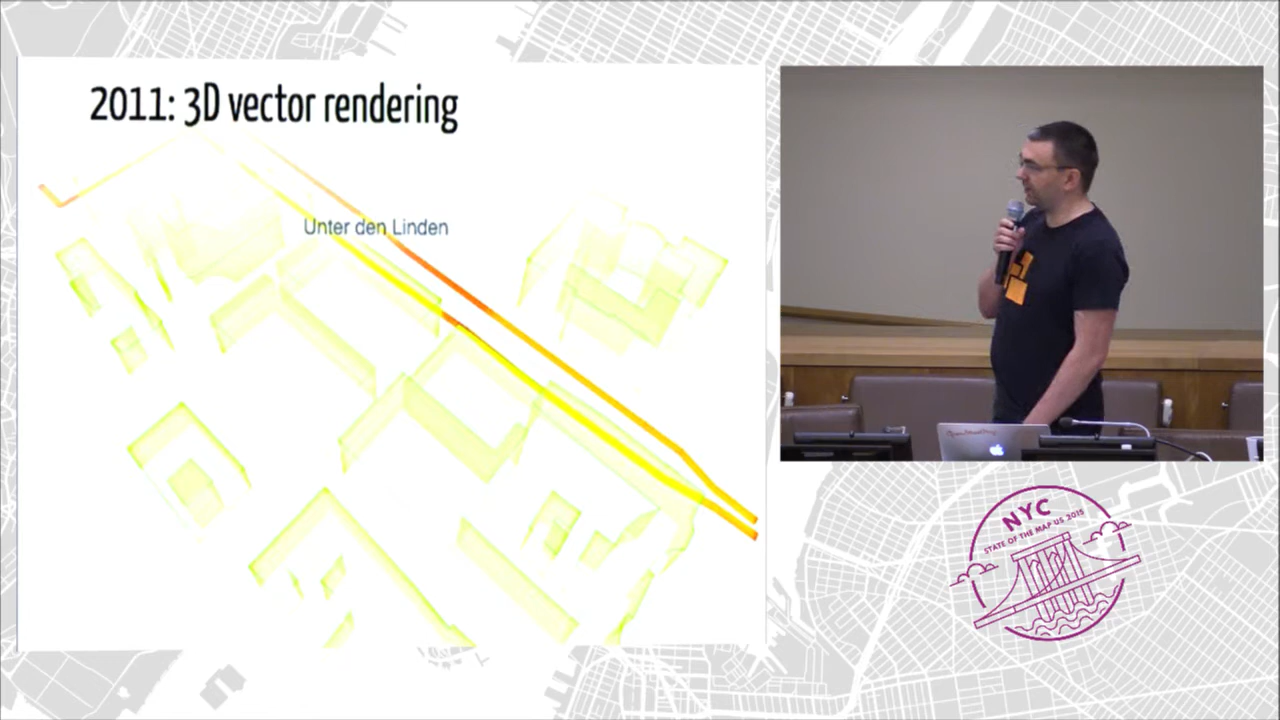 2011: 3D vector rendering
Unter den Linden
NYC
STATE OF THE MAP US 2015